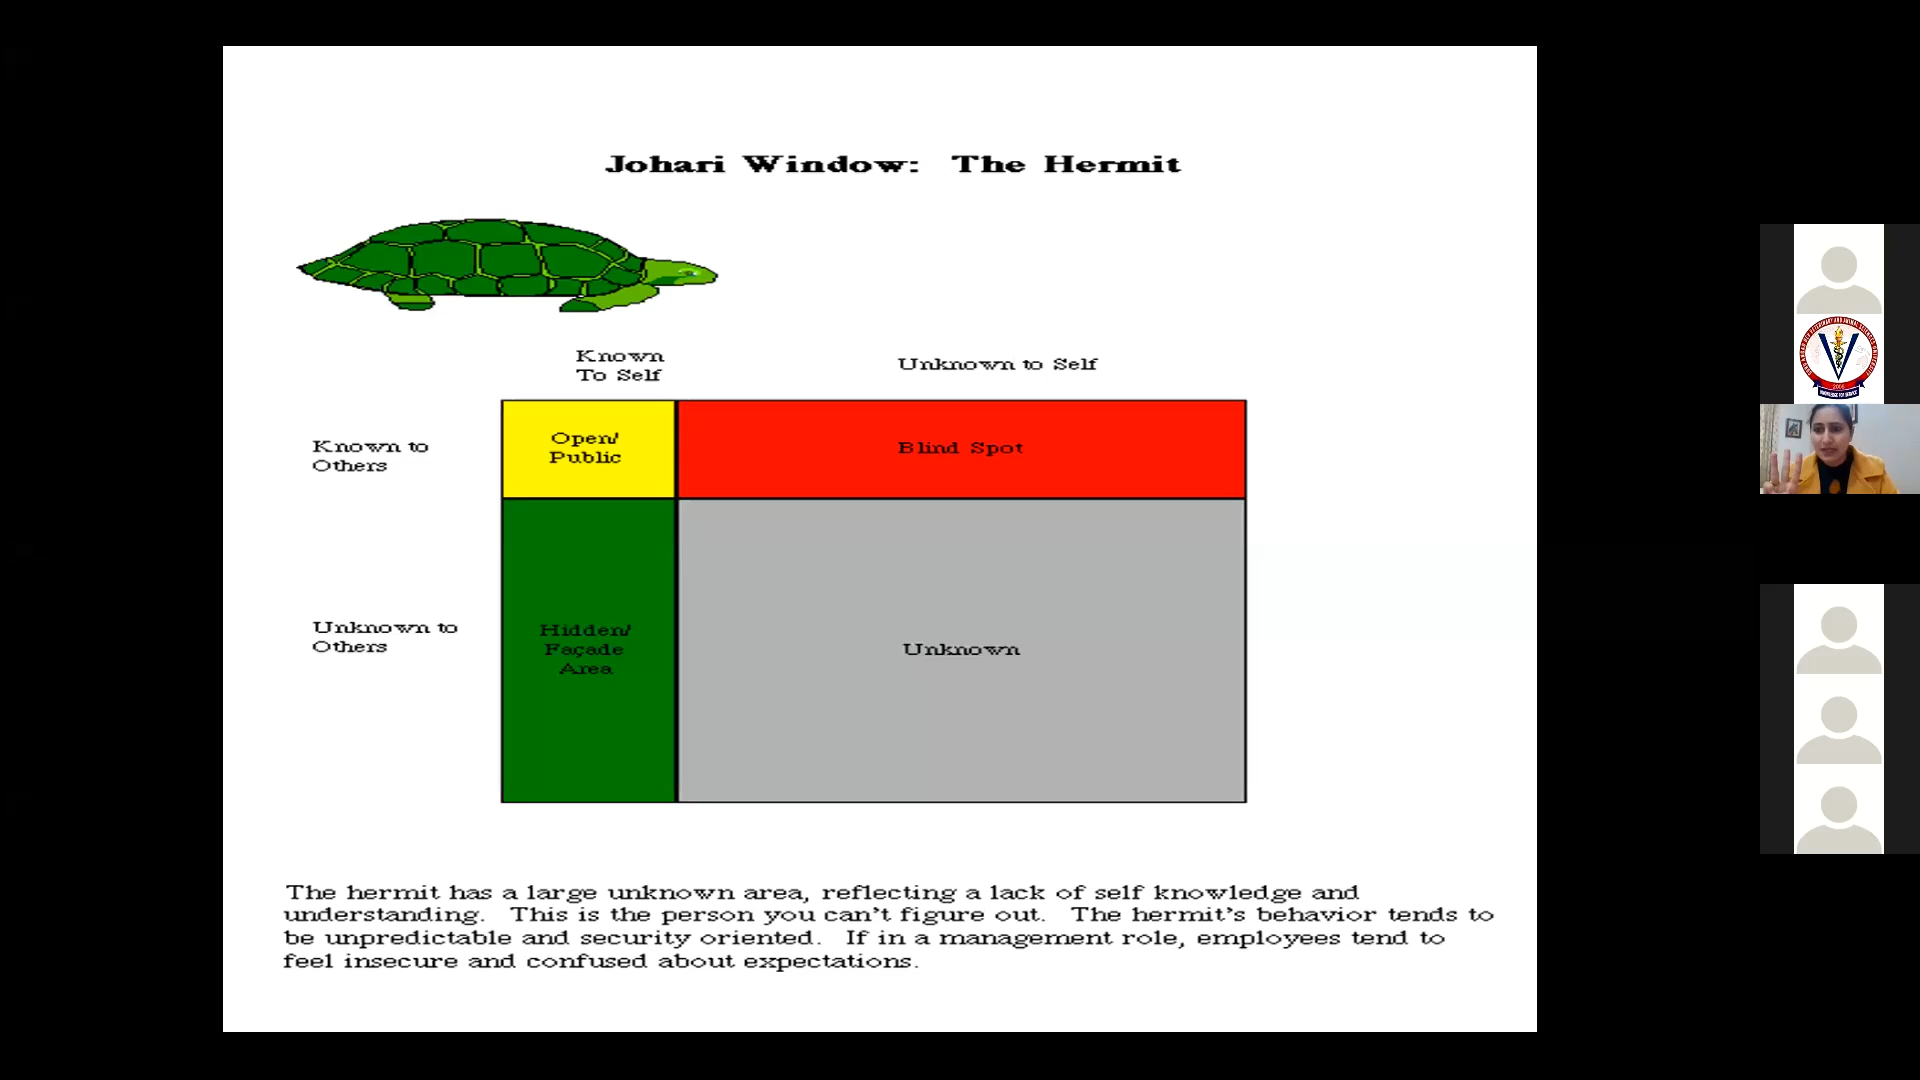 Johari Window: The Hermit
Known
To Self
Unknown to Self
Known to
Others
Open/
Public
Blind Spot
Unknown to
Others
Hidden/
Façade
Area
Unknown
The hermit has a large unknown area, reflecting a lack of self knowledge and
understanding. This is the person you can't figure out. The hermit's behavior tends to
be unpredictable and security oriented. If in a management role, employees tend to
feel insecure and confused about expectations.